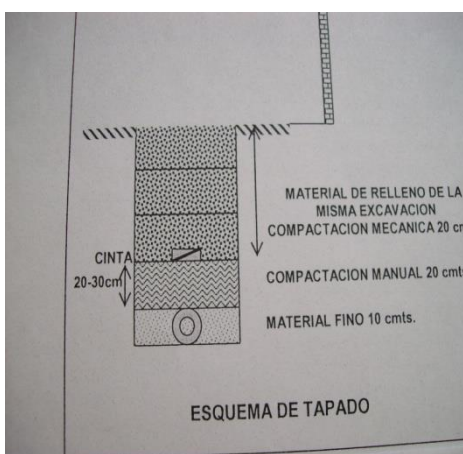 MATERIAL DE RELLENO DE LA
MISMA EXCAVACION
COMPACTACION MECANICA 20
CINTA
20-30cm
COMPACTACION MANUAL 20 cmts
MATERIAL FINO 10 cmts.
ESQUEMA DE TAPADO